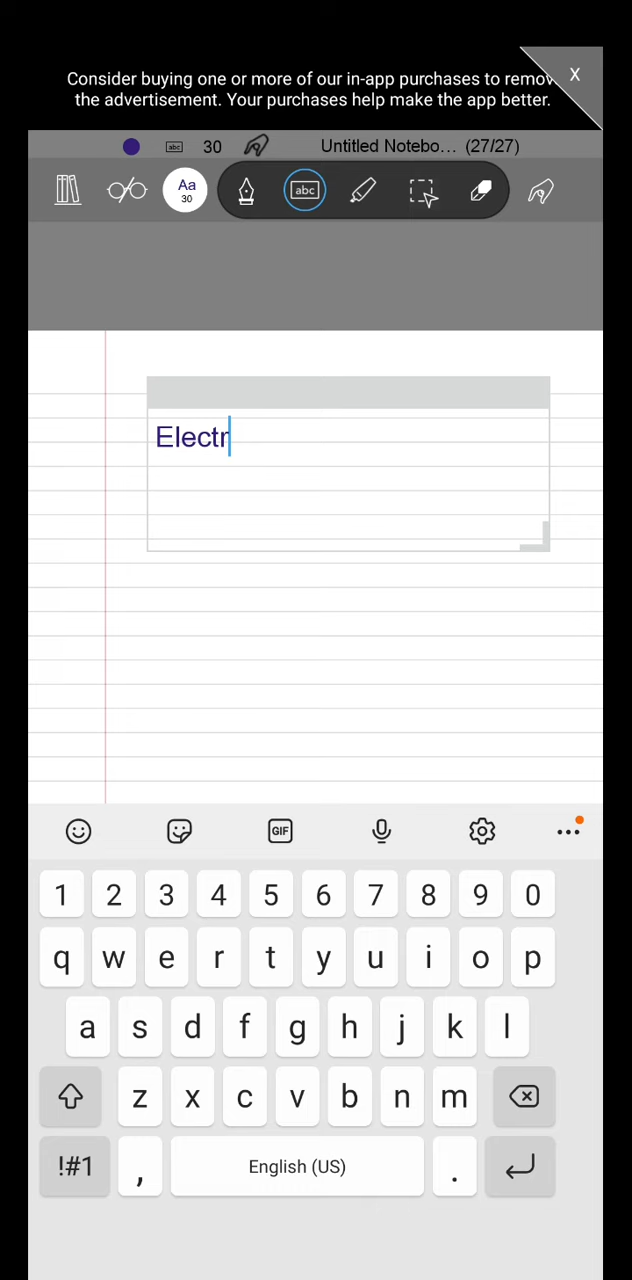 Consider buying one or more of our in-app purchases to remov
the advertisement. Your purchases help make the app better.
X
abc 30 Untitled Notebo... (27/27)
Aa
30
abc
Electr
GIF
1 2 3 4 5 6 7 8 9 0
q w e r t y u i o p
a s d f g h j k l
z x c v b n m
!#1 , English (US) .